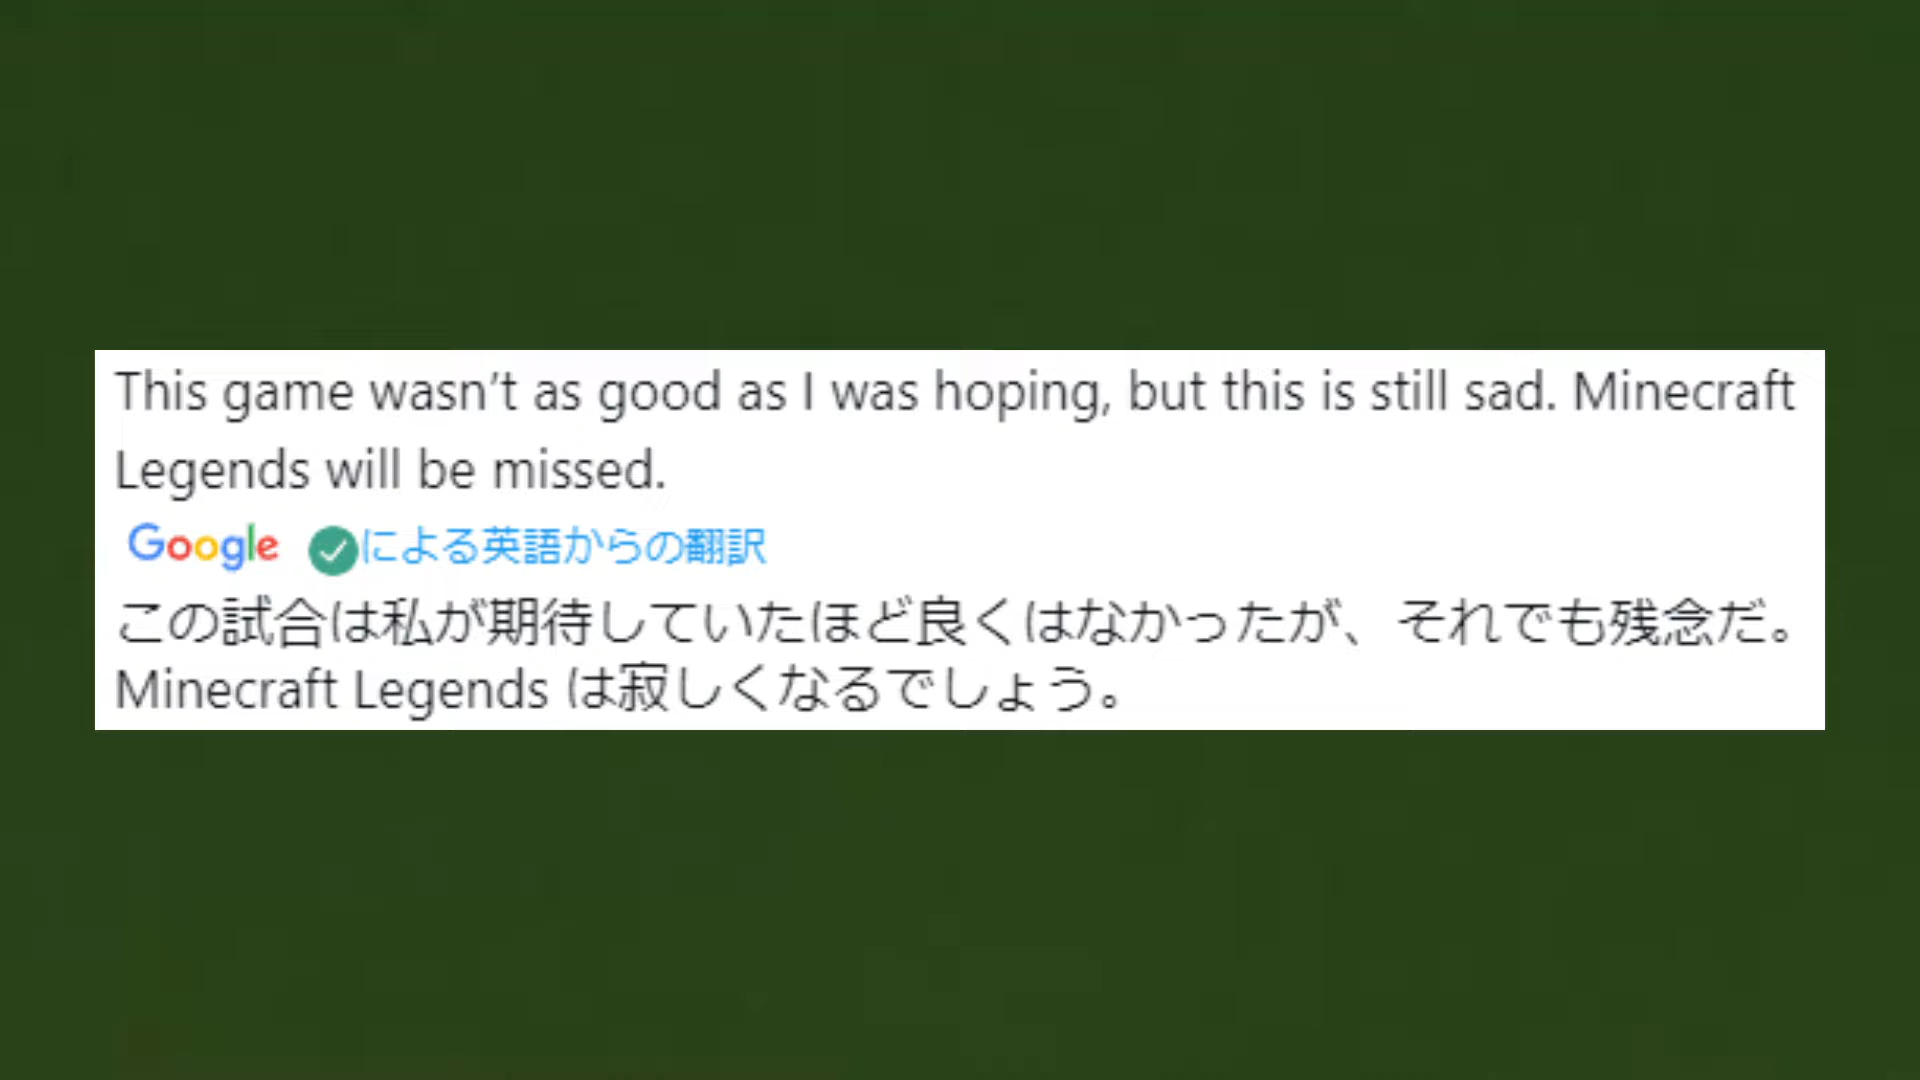 This game wasn’t as good as I was hoping, but this is still sad. Minecraft
Legends will be missed.
Google による英語からの翻訳
この試合は私が期待していたほど良くはなかったが、それでも残念だ。
Minecraft Legends は寂しくなるでしょう。